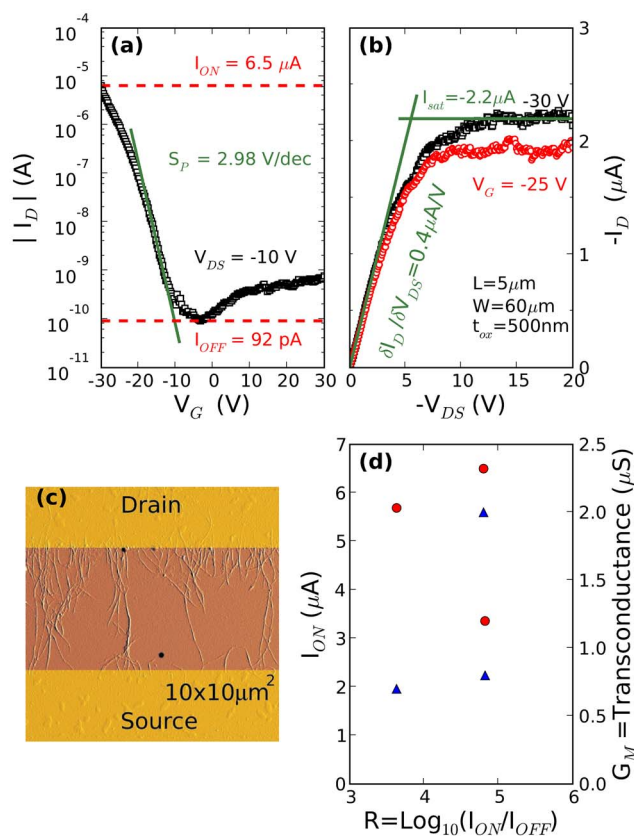 (a)
10⁻⁴
10⁻⁵
10⁻⁶
10⁻⁷
10⁻⁸
10⁻⁹
10⁻¹⁰
10⁻¹¹
| I_D | (A)
I_ON = 6.5 μA
S_P = 2.98 V/dec
V_DS = -10 V
I_OFF = 92 pA
-30 -20 -10 0 10 20 30
V_G (V)
(b)
I_sat=-2.2μA
-30 V
V_G = -25 V
δI_D/δV_DS=0.4μA/V
L=5μm
W=60μm
t_ox=500nm
3
2
1
0
-I_D (μA)
0 5 10 15 20
-V_DS (V)
(c)
Drain
10x10μm²
Source
(d)
7
6
5
4
3
2
1
0
I_ON (μA)
2.5
2.0
1.5
1.0
0.5
0.0
G_M =Transconductance (μS)
3 4 5 6
R=Log₁₀(I_ON/I_OFF)